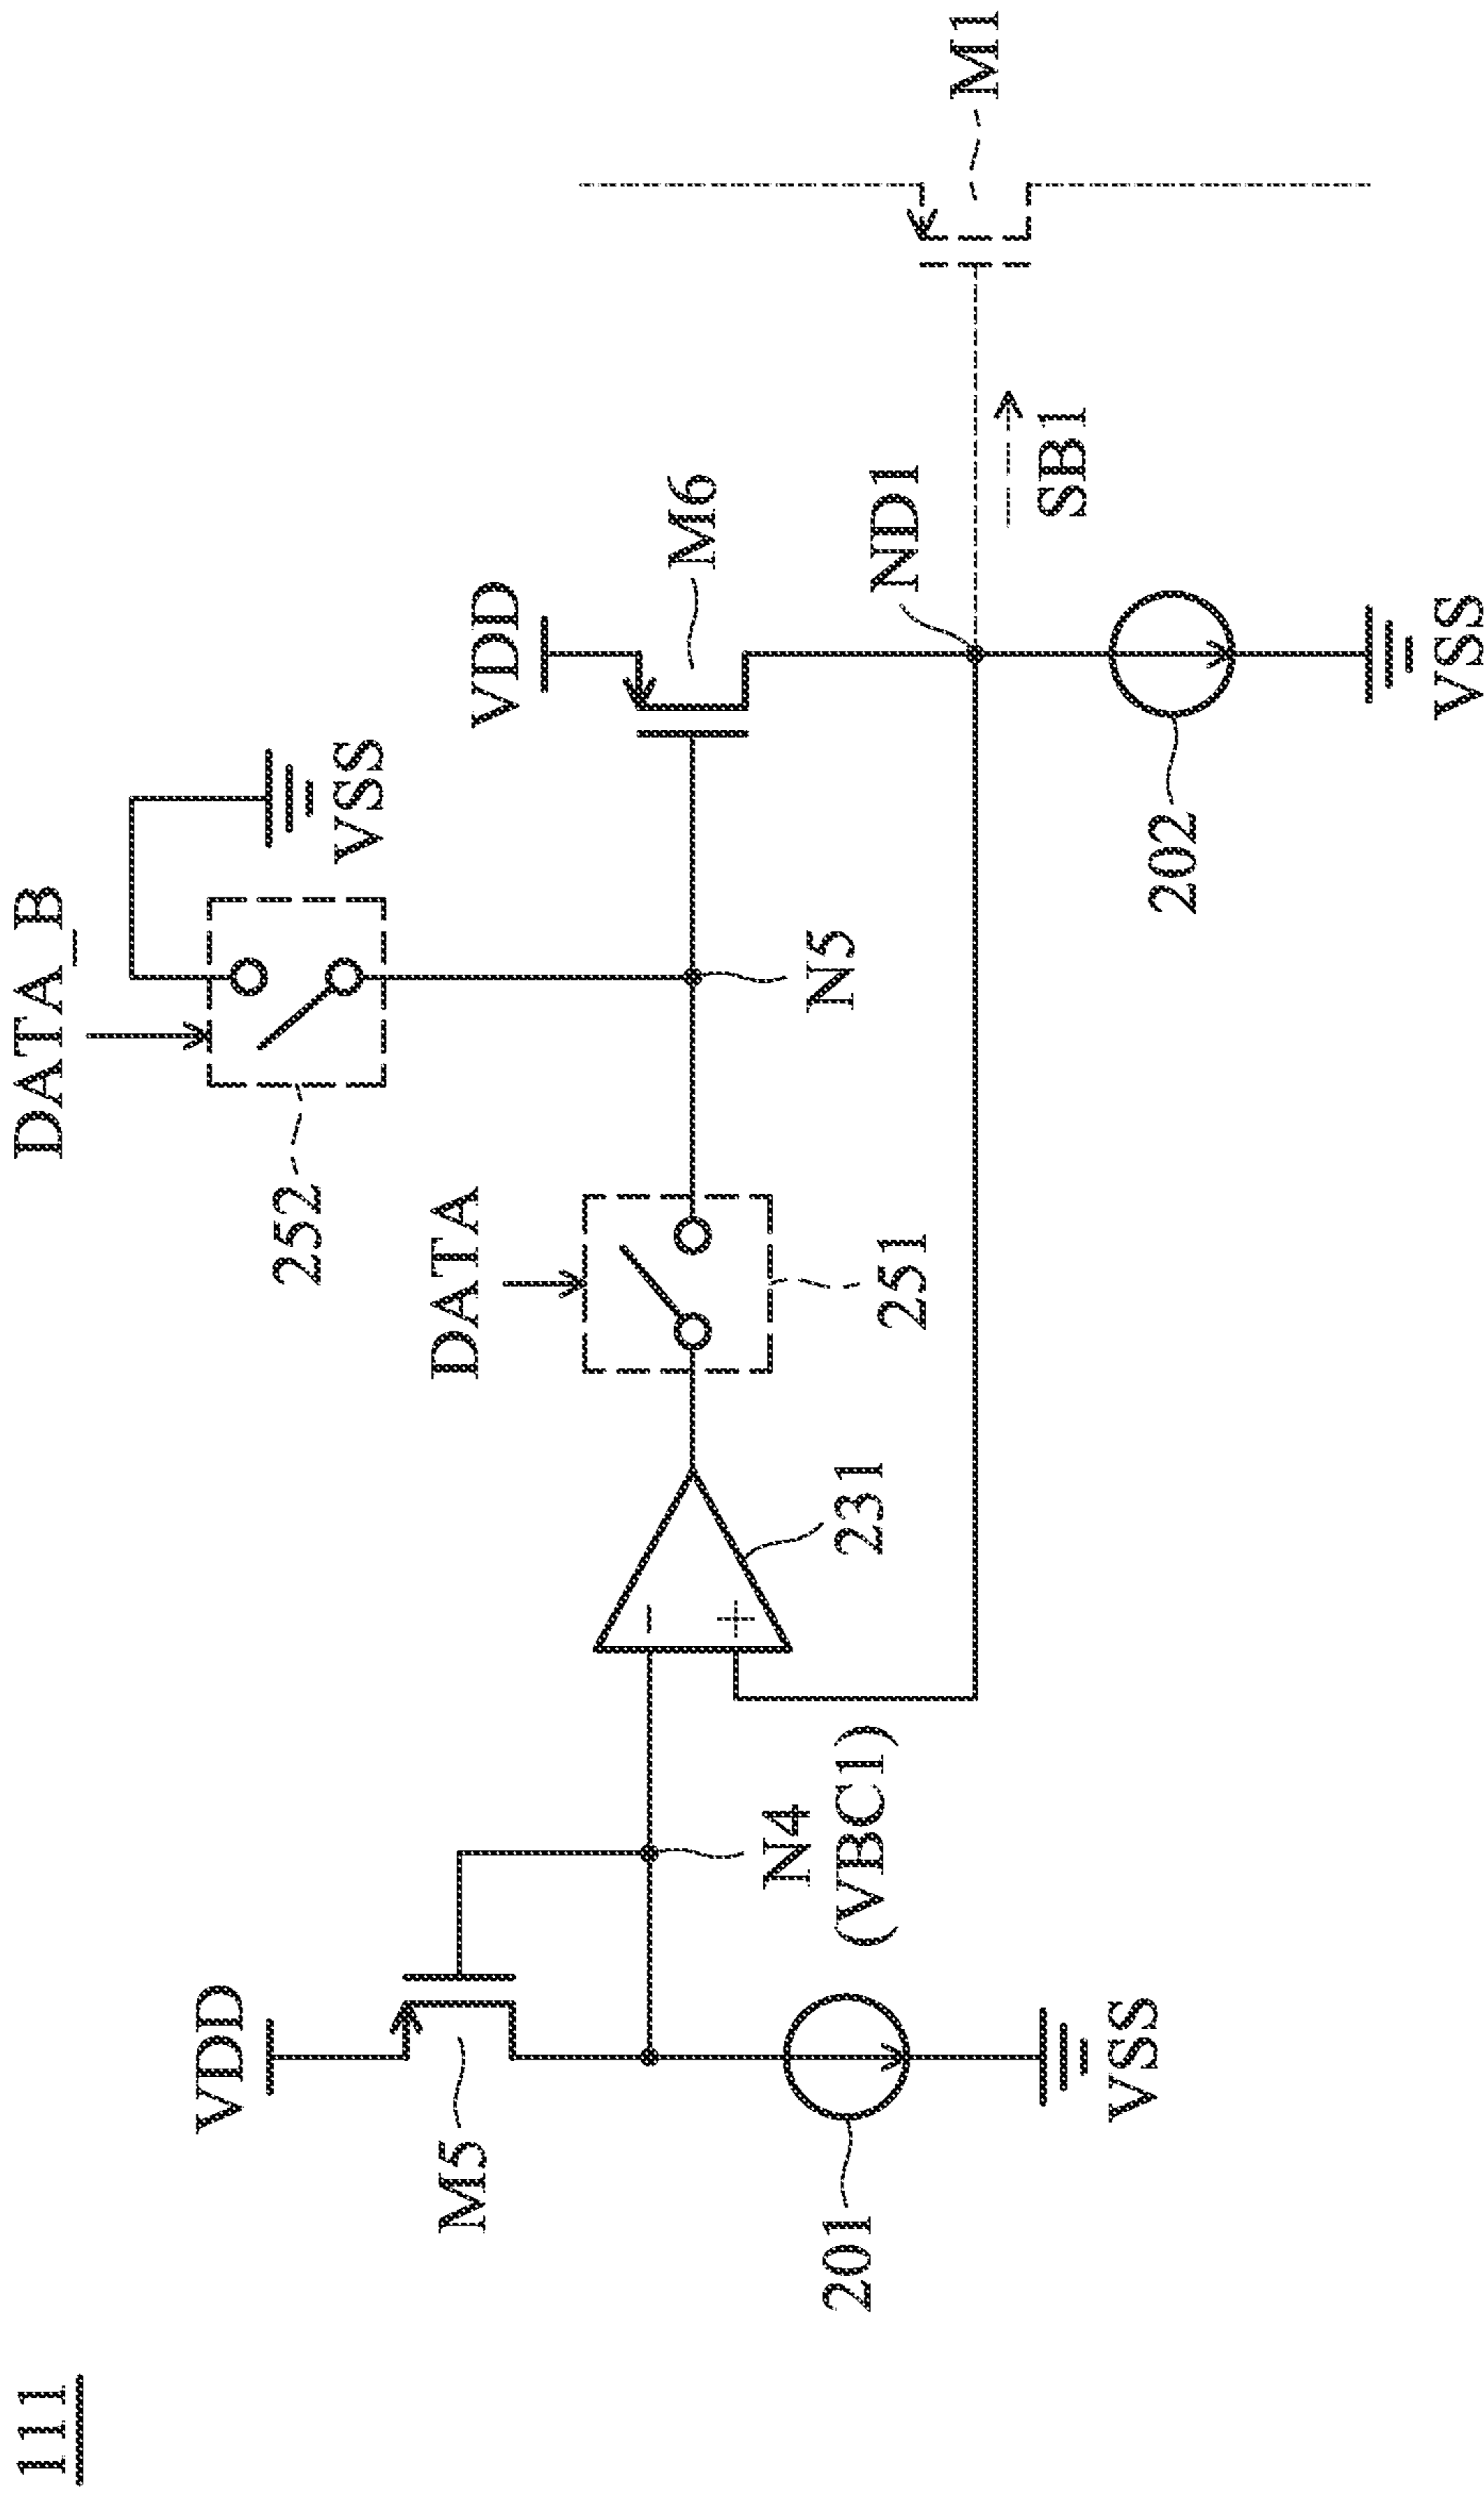 111
DATA_B
252
VSS
VDD
VDD
DATA
M6
M1
M5
N5
ND1
251
231
N4
(VBC1)
SB1
201
202
VSS
VSS